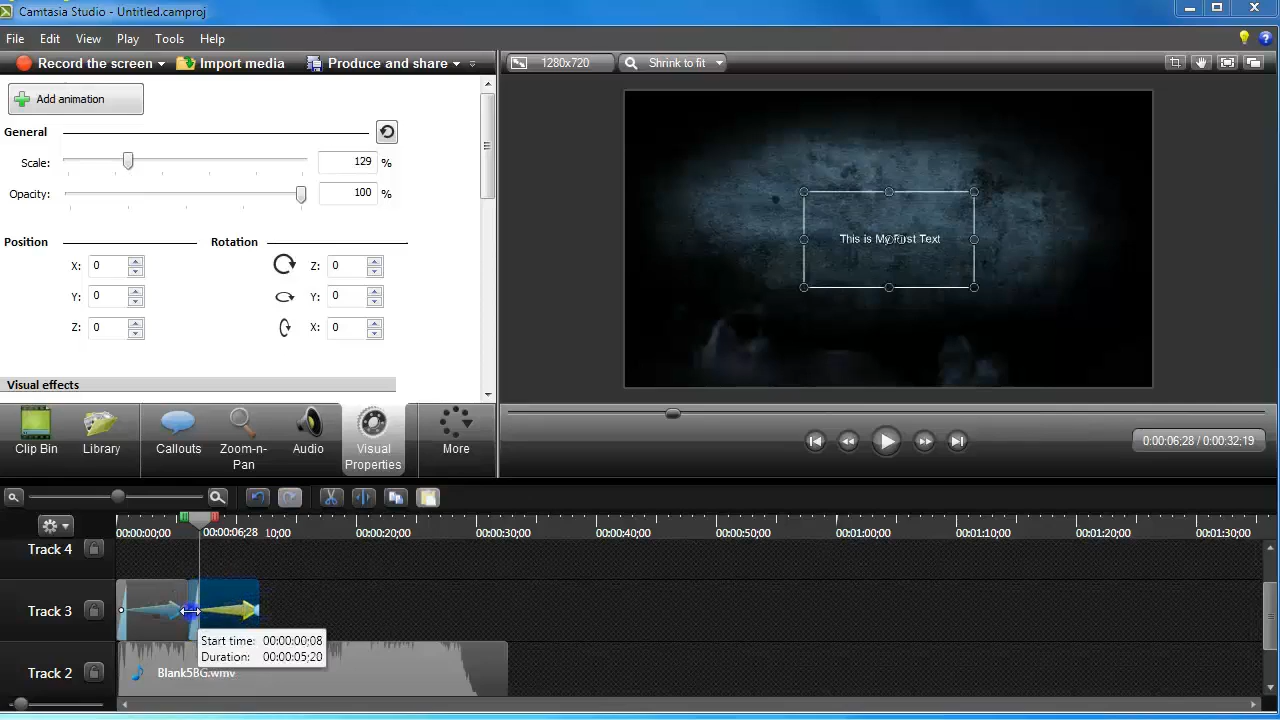 Camtasia Studio - Untitled.camproj
File Edit View Play Tools Help
Record the screen Import media Produce and share 1280x720 Shrink to fit
Add animation
General
Scale: 129 %
Opacity: 100 %
Position Rotation
X: 0 Z: 0
Y: 0 Y: 0
Z: 0 X: 0
This is My First Text
Visual effects
Clip Bin Library Callouts Zoom-n-Pan Audio Visual Properties More
0:00:06;28 / 0:00:32;19
00:00:00;00 00:00:06;28 10;00 00:00:20;00 00:00:30;00 00:00:40;00 00:00:50;00 00:01:00;00 00:01:10;00 00:01:20;00 00:01:30;00
Track 4
Track 3
Start time: 00:00:00;08
Duration: 00:00:05;20
Track 2 Blank5BG.wmv